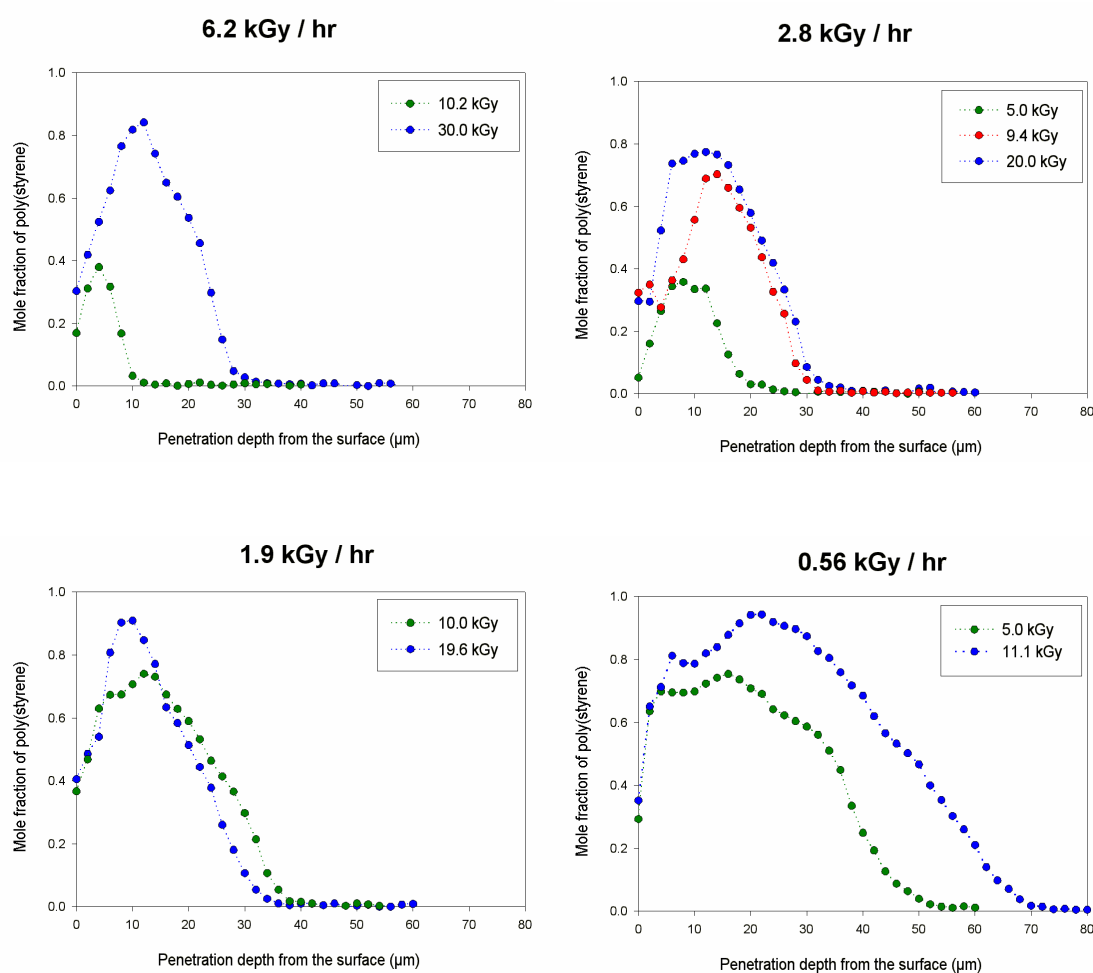 6.2 kGy / hr
1.0
0.8
0.6
0.4
0.2
0.0
0 10 20 30 40 50 60 70 80
Mole fraction of poly(styrene)
Penetration depth from the surface (µm)
10.2 kGy
30.0 kGy
2.8 kGy / hr
1.0
0.8
0.6
0.4
0.2
0.0
0 10 20 30 40 50 60 70 80
Mole fraction of poly(styrene)
Penetration depth from the surface (µm)
5.0 kGy
9.4 kGy
20.0 kGy
1.9 kGy / hr
1.0
0.8
0.6
0.4
0.2
0.0
0 10 20 30 40 50 60 70 80
Mole fraction of poly(styrene)
Penetration depth from the surface (µm)
10.0 kGy
19.6 kGy
0.56 kGy / hr
1.0
0.8
0.6
0.4
0.2
0.0
0 10 20 30 40 50 60 70 80
Mole fraction of poly(styrene)
Penetration depth from the surface (µm)
5.0 kGy
11.1 kGy